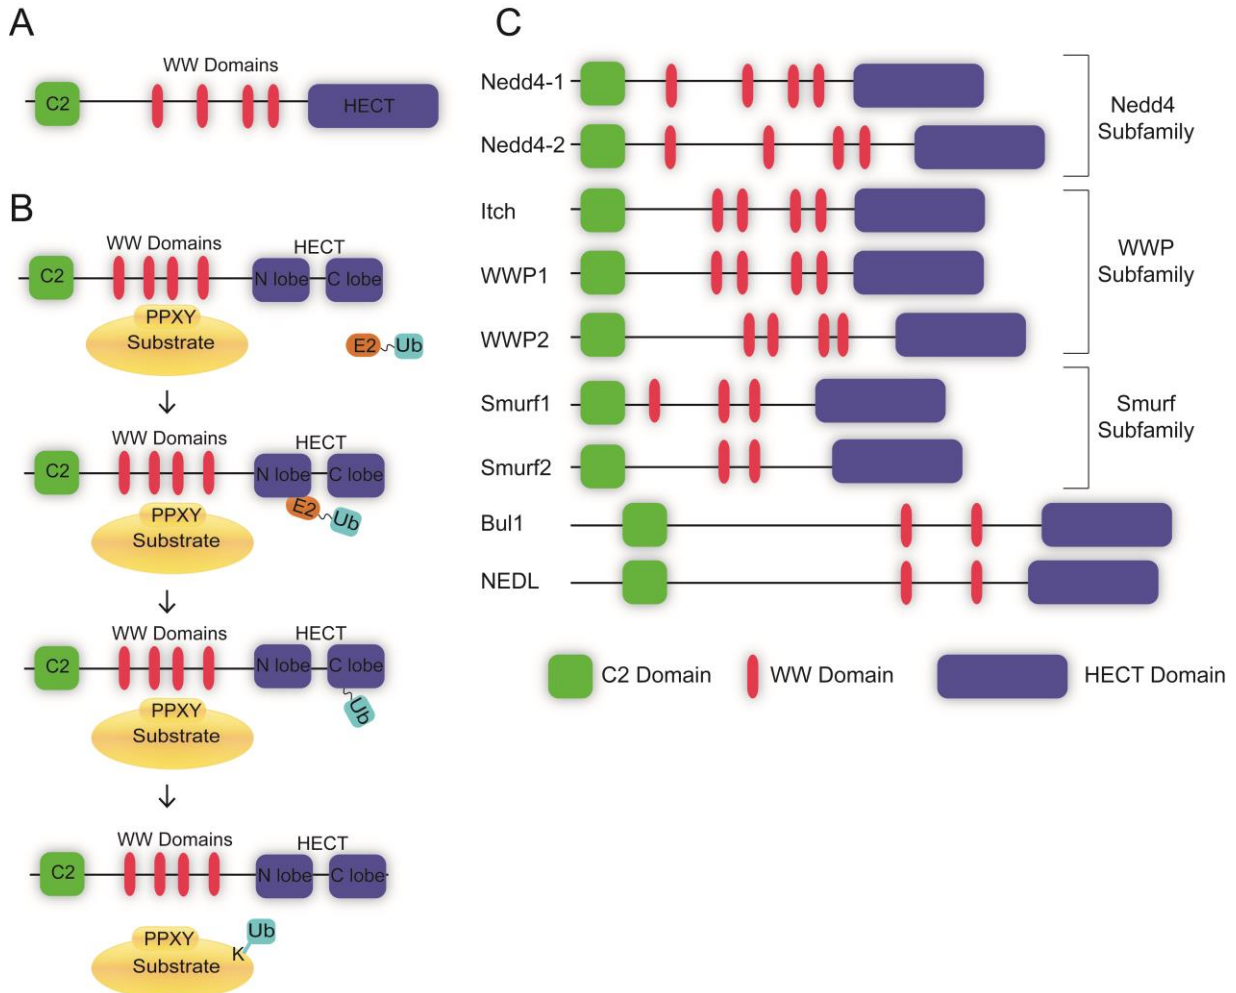 A
WW Domains
C2
HECT
B
WW Domains
HECT
C2
N lobe
C lobe
PPXY
Substrate
E2
Ub
WW Domains
HECT
C2
N lobe
C lobe
E2
Ub
PPXY
Substrate
WW Domains
HECT
C2
N lobe
C lobe
Ub
PPXY
Substrate
WW Domains
HECT
C2
N lobe
C lobe
Ub
PPXY
K
Substrate
C
Nedd4-1
Nedd4-2
Nedd4
Subfamily
Itch
WWP1
WWP2
WWP
Subfamily
Smurf1
Smurf2
Smurf
Subfamily
Bul1
NEDL
C2 Domain
WW Domain
HECT Domain